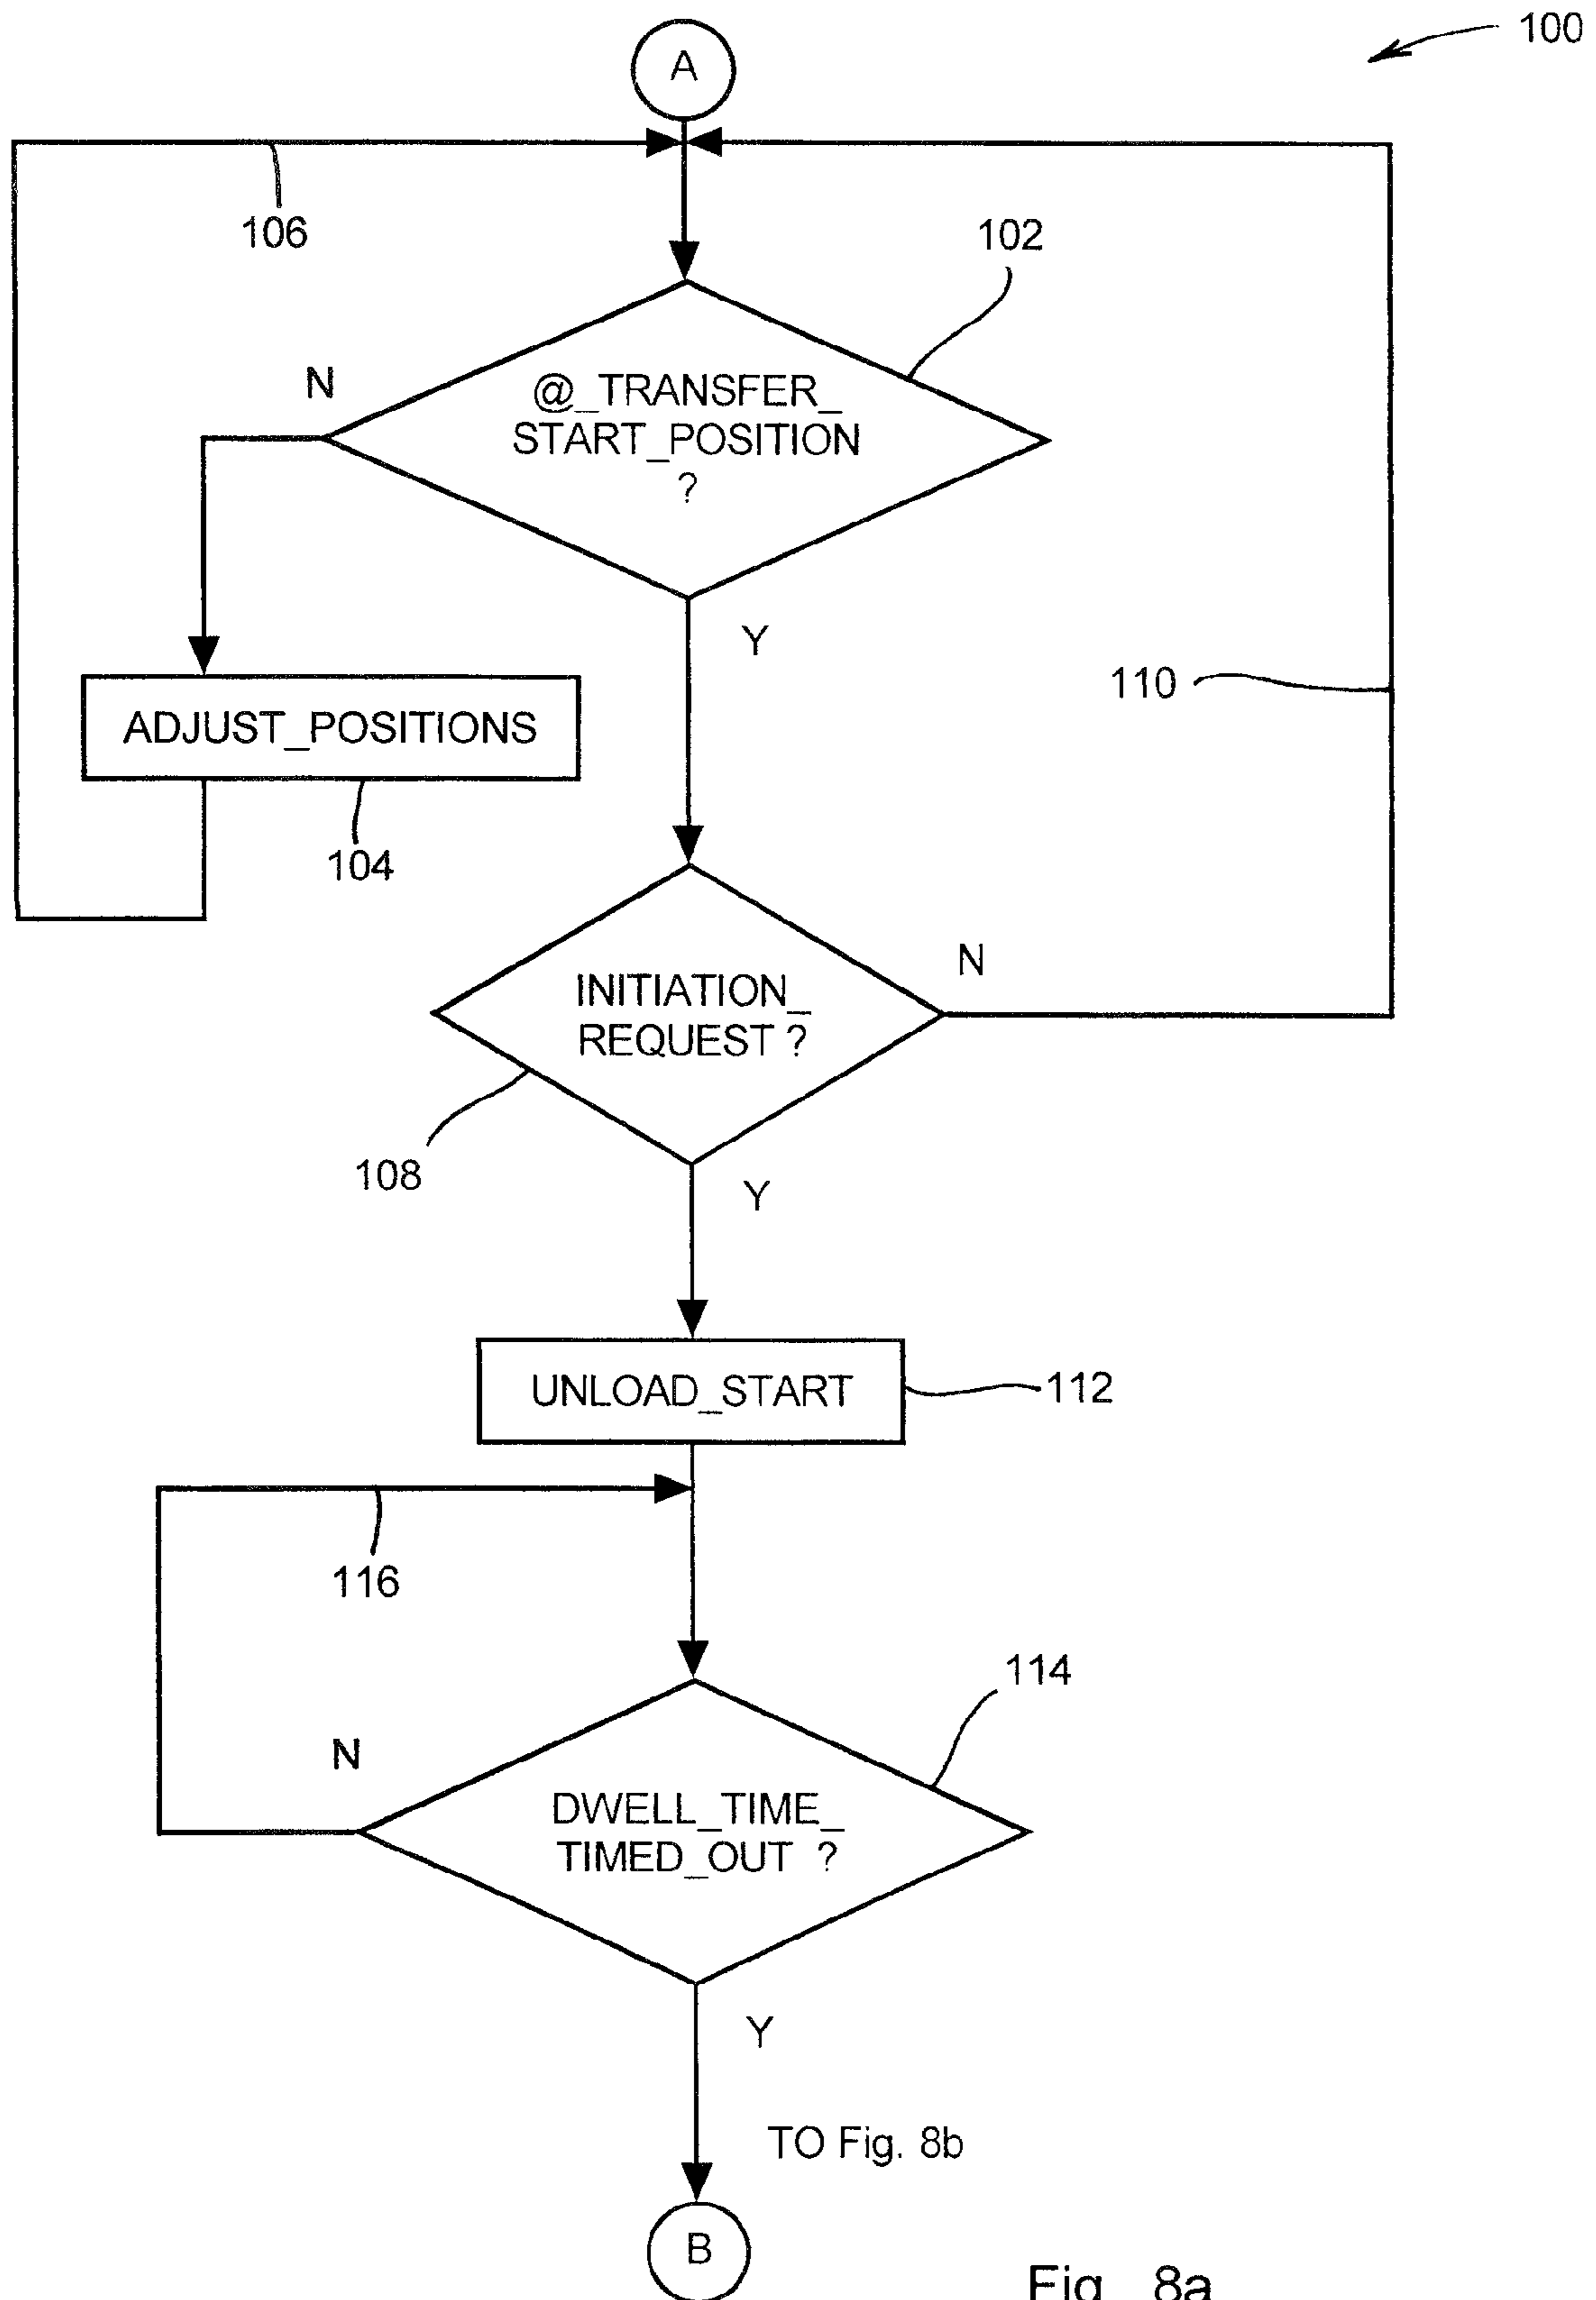 100
A
106
102
N
@_TRANSFER_
START_POSITION
?
Y
110
ADJUST_POSITIONS
104
N
INITIATION_
REQUEST ?
108
Y
UNLOAD_START
112
116
114
N
DWELL_TIME_
TIMED_OUT ?
Y
TO Fig. 8b
B
Fig. 8a